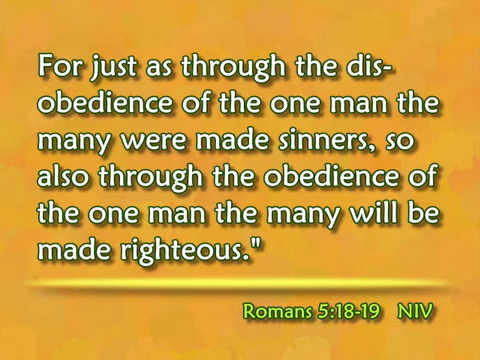 For just as through the dis-
obedience of the one man the
many were made sinners, so
also through the obedience of
the one man the many will be
made righteous."
Romans 5:18-19 NIV